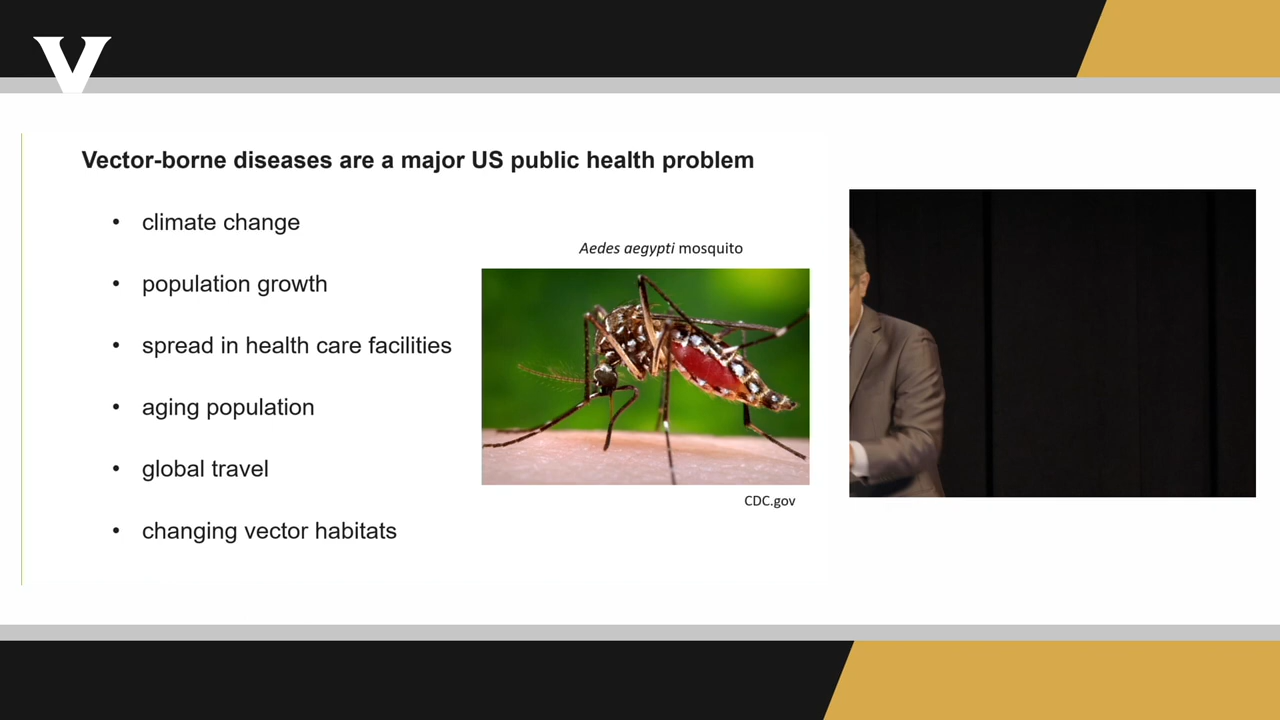 V
Vector-borne diseases are a major US public health problem
• climate change
• population growth
• spread in health care facilities
• aging population
• global travel
• changing vector habitats
Aedes aegypti mosquito
CDC.gov